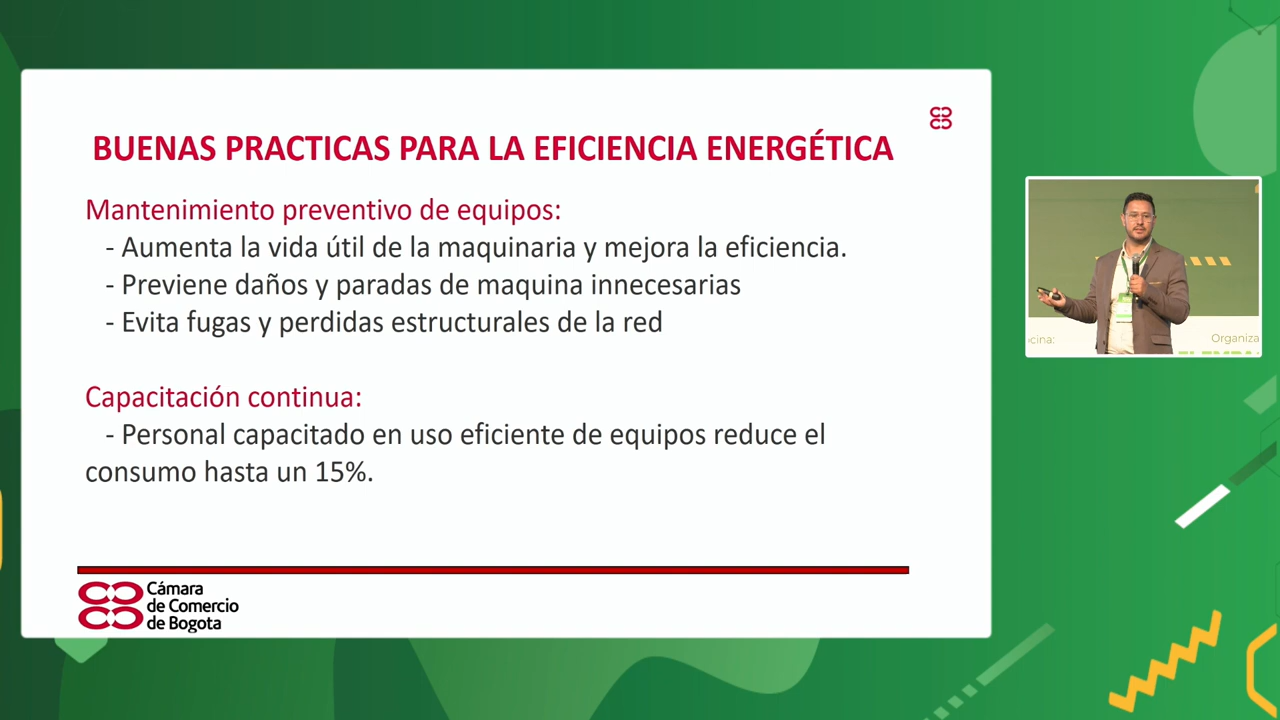 BUENAS PRACTICAS PARA LA EFICIENCIA ENERGÉTICA
Mantenimiento preventivo de equipos:
- Aumenta la vida útil de la maquinaria y mejora la eficiencia.
- Previene daños y paradas de maquina innecesarias
- Evita fugas y perdidas estructurales de la red
Capacitación continua:
- Personal capacitado en uso eficiente de equipos reduce el
consumo hasta un 15%.
Cámara
de Comercio
de Bogota
cina:
Organiza